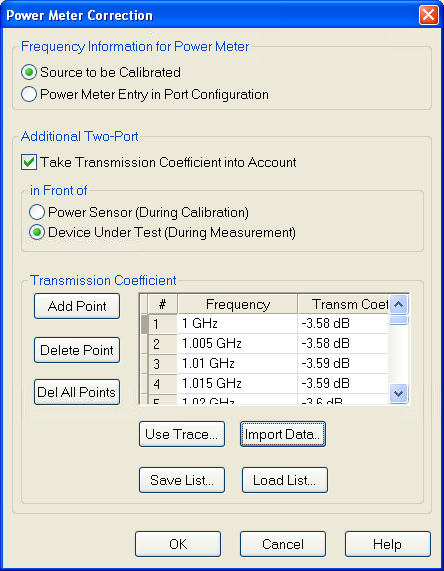 Power Meter Correction
Frequency Information for Power Meter
Source to be Calibrated
Power Meter Entry in Port Configuration
Additional Two-Port
Take Transmission Coefficient into Account
in Front of
Power Sensor (During Calibration)
Device Under Test (During Measurement)
Transmission Coefficient
Add Point
Delete Point
Del All Points
# Frequency Transm Coef
1 1 GHz -3.58 dB
2 1.005 GHz -3.58 dB
3 1.01 GHz -3.59 dB
4 1.015 GHz -3.59 dB
5 1.02 GHz -3.6 dB
Use Trace... Import Data..
Save List... Load List...
OK Cancel Help